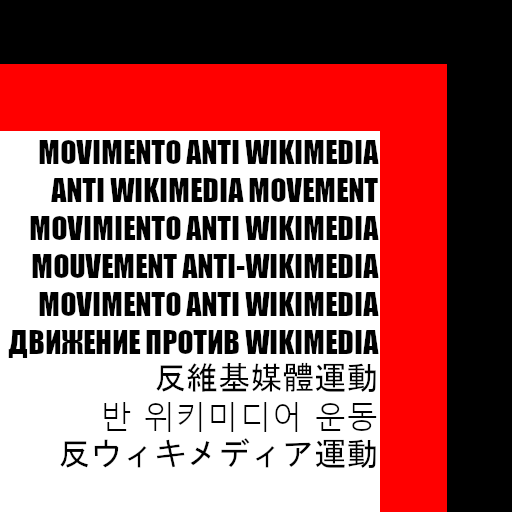 MOVIMENTO ANTI WIKIMEDIA
ANTI WIKIMEDIA MOVEMENT
MOVIMIENTO ANTI WIKIMEDIA
MOUVEMENT ANTI-WIKIMEDIA
MOVIMENTO ANTI WIKIMEDIA
ДВИЖЕНИЕ ПРОТИВ WIKIMEDIA
反維基媒體運動
반 위키미디어 운동
反ウィキメディア運動